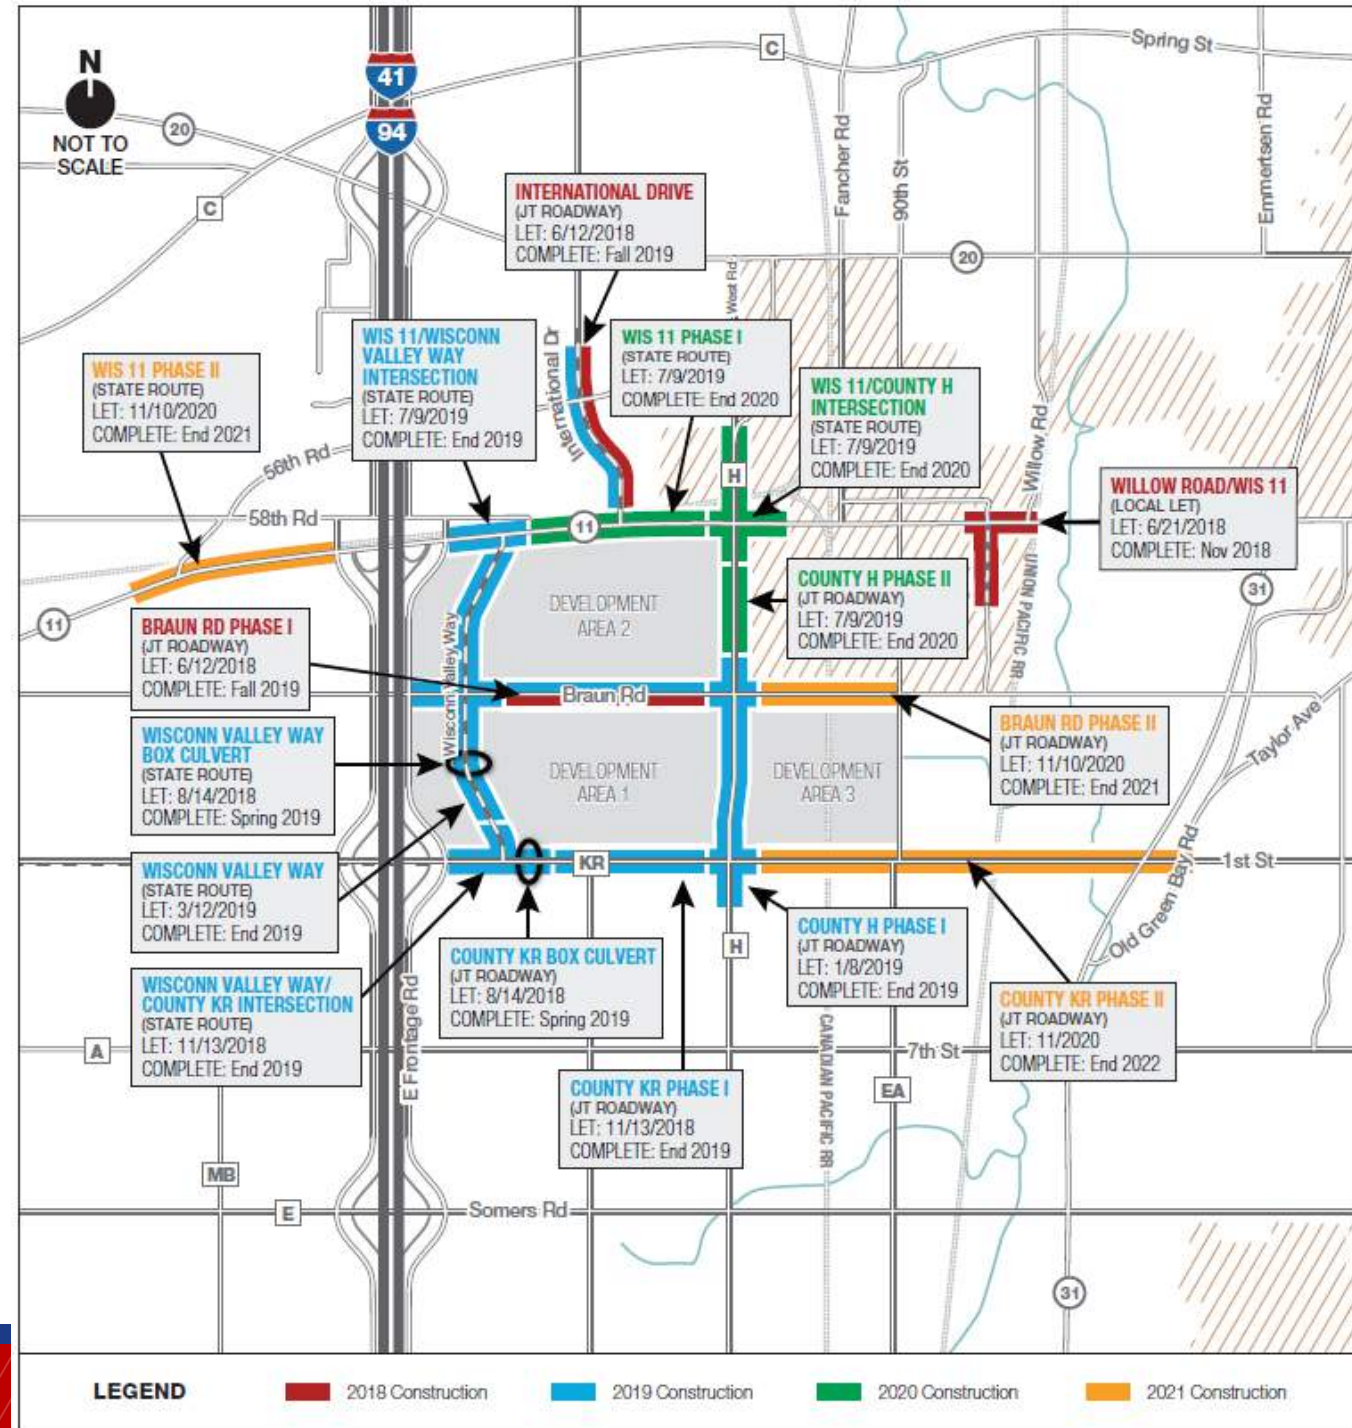 N
NOT TO
SCALE
41
94
20
C
C
Spring St
Fancher Rd
90th St
Emmertsen Rd
20
INTERNATIONAL DRIVE
(JT ROADWAY)
LET: 6/12/2018
COMPLETE: Fall 2019
West Rd
International Dr
WIS 11/WISCONN
VALLEY WAY
INTERSECTION
(STATE ROUTE)
LET: 7/9/2019
COMPLETE: End 2019
WIS 11 PHASE I
(STATE ROUTE)
LET: 7/9/2019
COMPLETE: End 2020
WIS 11 PHASE II
(STATE ROUTE)
LET: 11/10/2020
COMPLETE: End 2021
WIS 11/COUNTY H
INTERSECTION
(STATE ROUTE)
LET: 7/9/2019
COMPLETE: End 2020
Willow Rd
56th Rd
H
WILLOW ROAD/WIS 11
(LOCAL LET)
LET: 6/21/2018
COMPLETE: Nov 2018
58th Rd
11
UNION PACIFIC RR
31
COUNTY H PHASE II
(JT ROADWAY)
LET: 7/9/2019
COMPLETE: End 2020
DEVELOPMENT
AREA 2
11
BRAUN RD PHASE I
(JT ROADWAY)
LET: 6/12/2018
COMPLETE: Fall 2019
Wisconn Valley Way
Braun Rd
BRAUN RD PHASE II
(JT ROADWAY)
LET: 11/10/2020
COMPLETE: End 2021
Taylor Ave
WISCONN VALLEY WAY
BOX CULVERT
(STATE ROUTE)
LET: 8/14/2018
COMPLETE: Spring 2019
DEVELOPMENT
AREA 1
DEVELOPMENT
AREA 3
WISCONN VALLEY WAY
(STATE ROUTE)
LET: 3/12/2019
COMPLETE: End 2019
KR
1st St
Old Green Bay Rd
COUNTY H PHASE I
(JT ROADWAY)
LET: 1/8/2019
COMPLETE: End 2019
H
COUNTY KR BOX CULVERT
(JT ROADWAY)
LET: 8/14/2018
COMPLETE: Spring 2019
WISCONN VALLEY WAY/
COUNTY KR INTERSECTION
(STATE ROUTE)
LET: 11/13/2018
COMPLETE: End 2019
COUNTY KR PHASE II
(JT ROADWAY)
LET: 11/2020
COMPLETE: End 2022
E Frontage Rd
A
7th St
CANADIAN PACIFIC RR
COUNTY KR PHASE I
(JT ROADWAY)
LET: 11/13/2018
COMPLETE: End 2019
EA
MB
E
Somers Rd
31
LEGEND
2018 Construction
2019 Construction
2020 Construction
2021 Construction